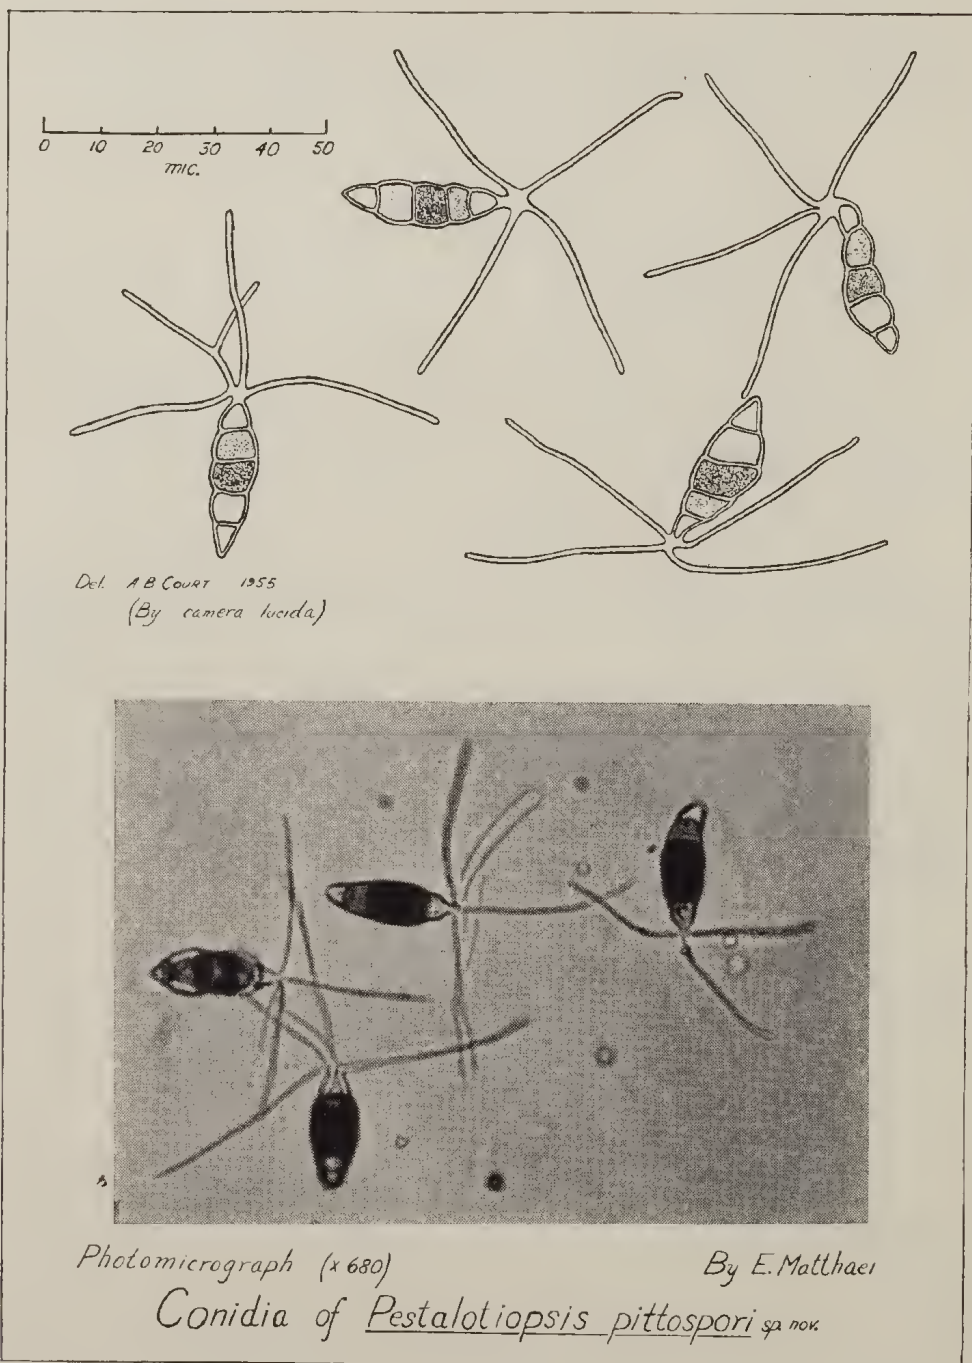 0 10 20 30 40 50
mic.
Del. A B COURT 1955
(By camera lucida)
Photomicrograph (x 680)
By E. Matthaei
Conidia of Pestalotiopsis pittospori sp. nov.